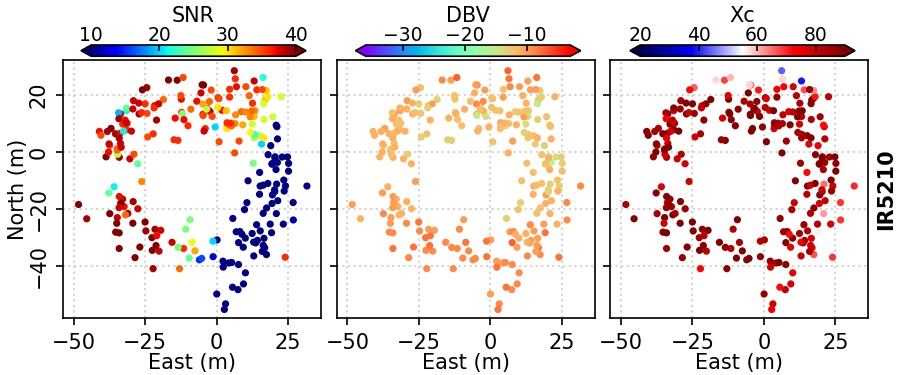 SNR DBV Xc
10 20 30 40 −30 −20 −10 20 40 60 80
20
0
−20
−40
North (m)
IR5210
−50 −25 0 25 −50 −25 0 25 −50 −25 0 25
East (m) East (m) East (m)